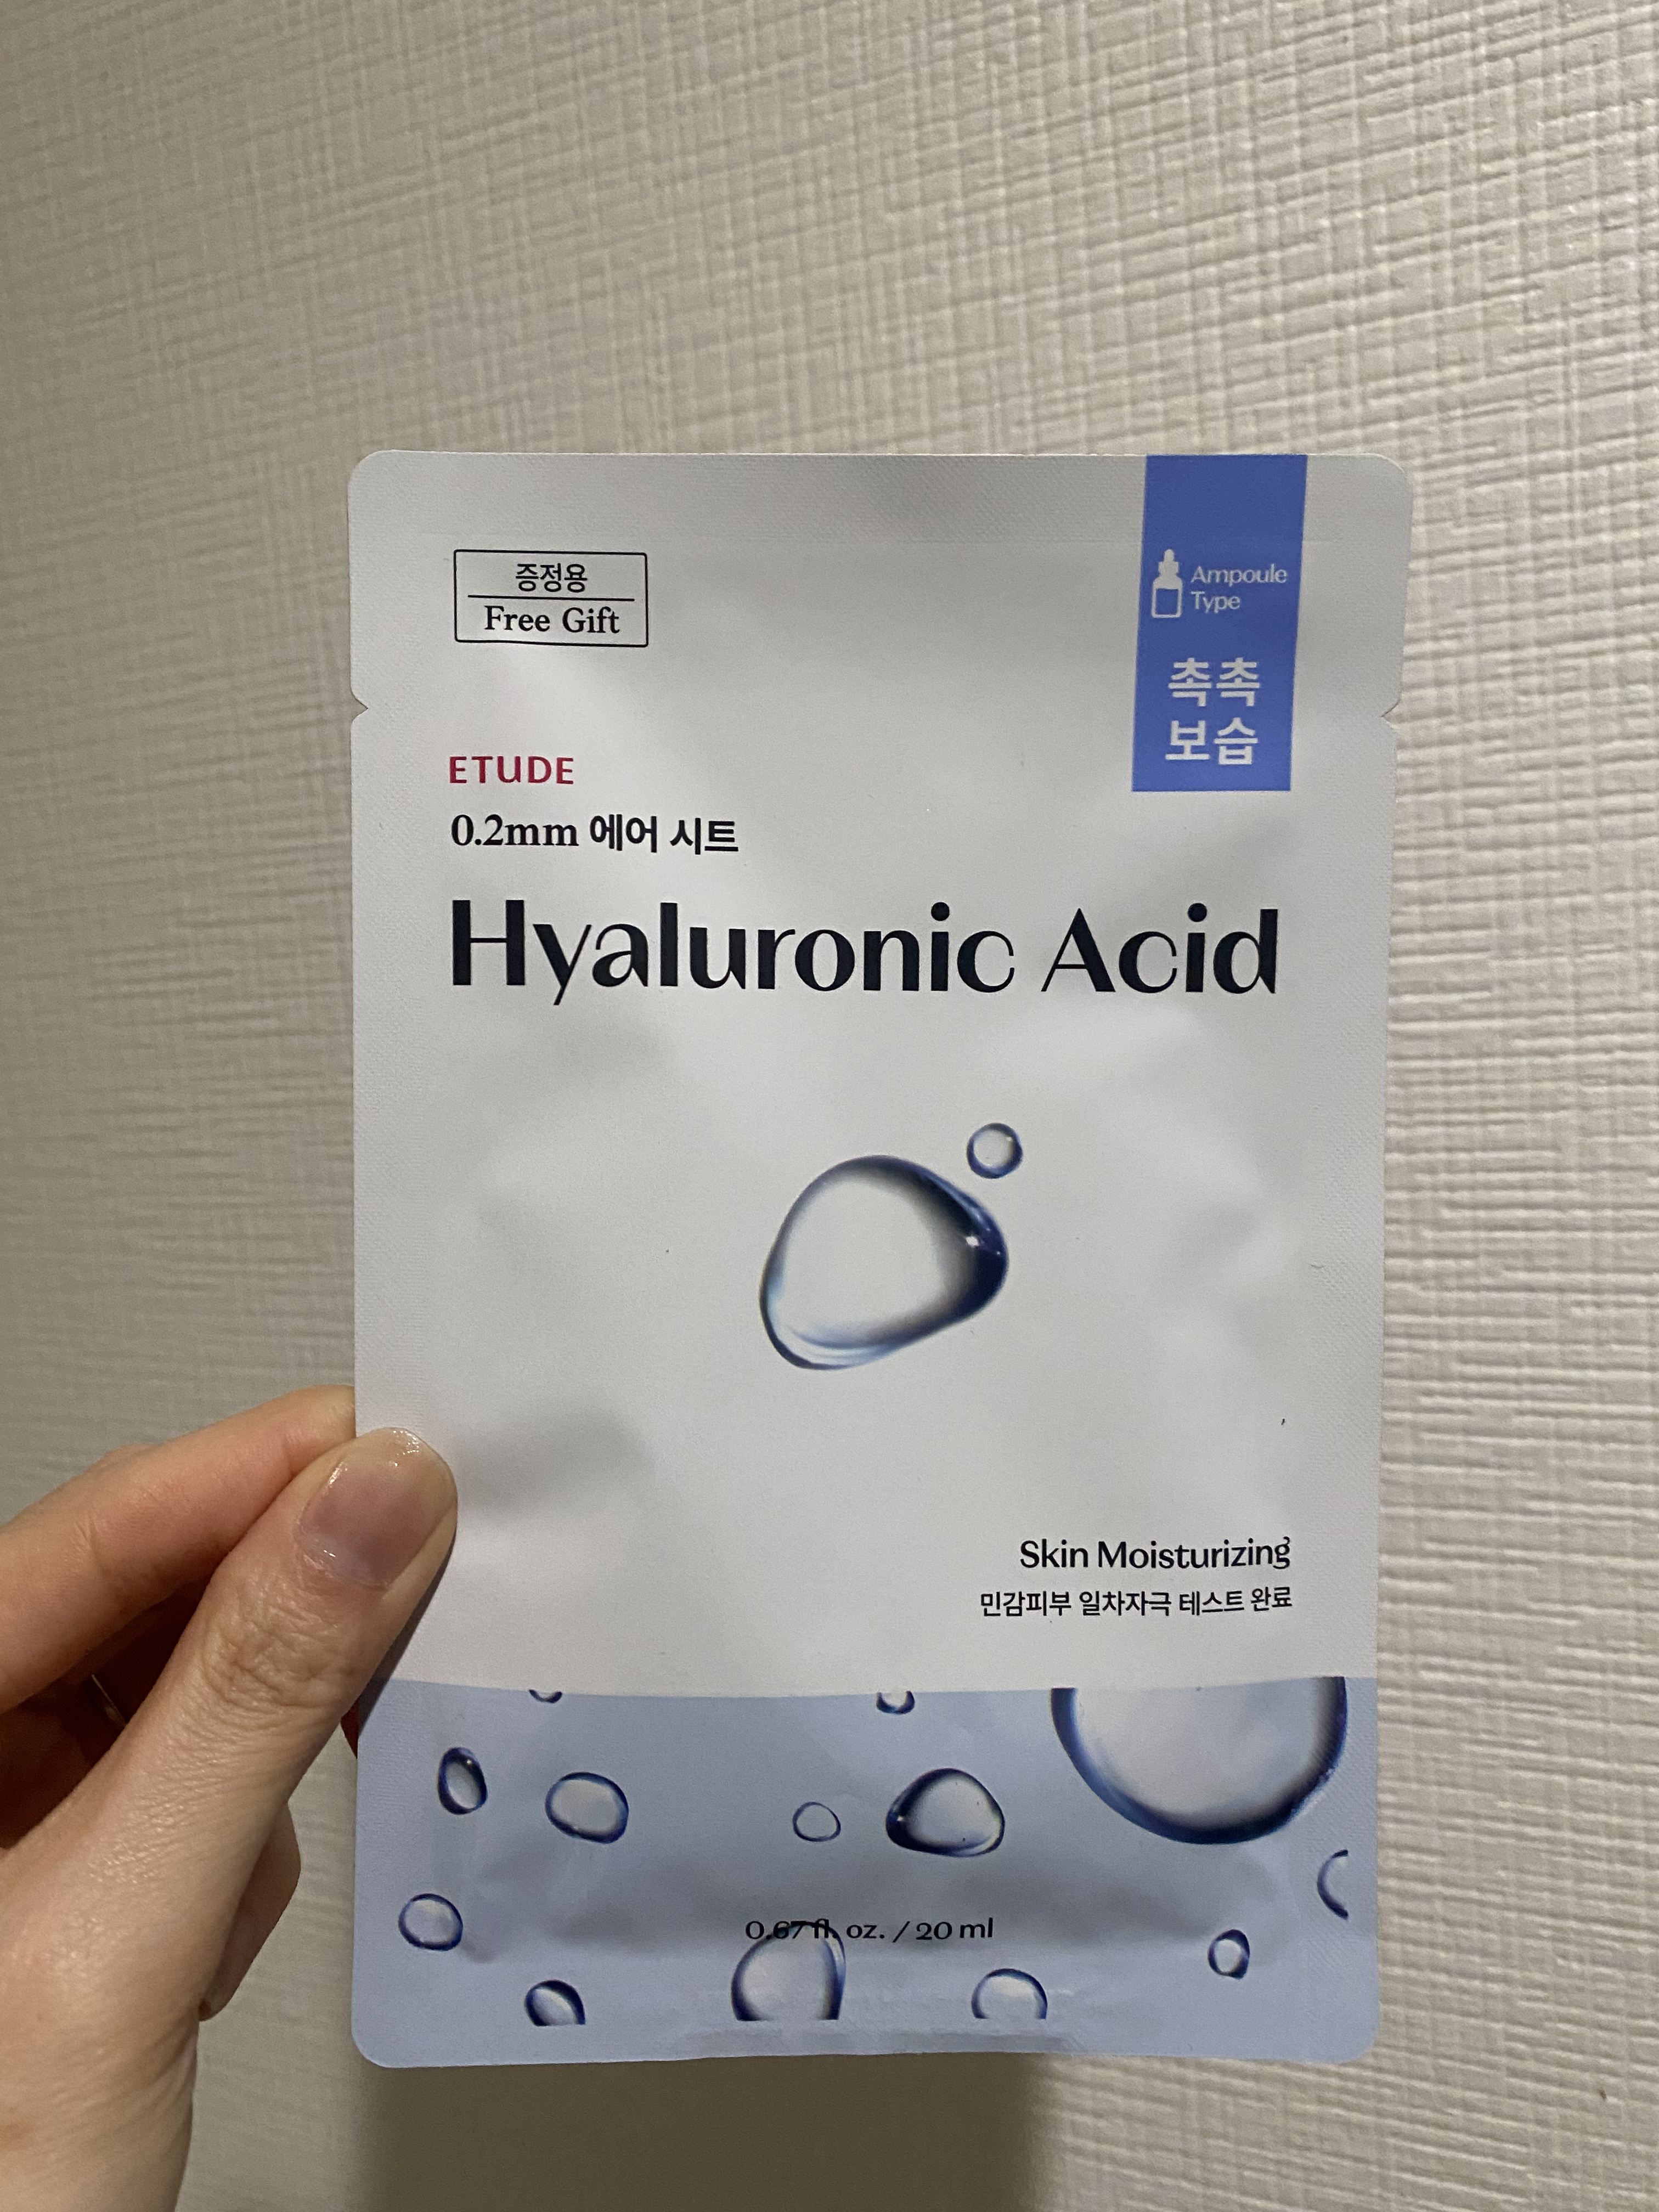 증정용
Free Gift
Ampoule
Type
촉촉
보습
ETUDE
0.2mm 에어 시트
Hyaluronic Acid
Skin Moisturizing
민감피부 일차자극 테스트 완료
0.67 fl. oz. / 20 ml